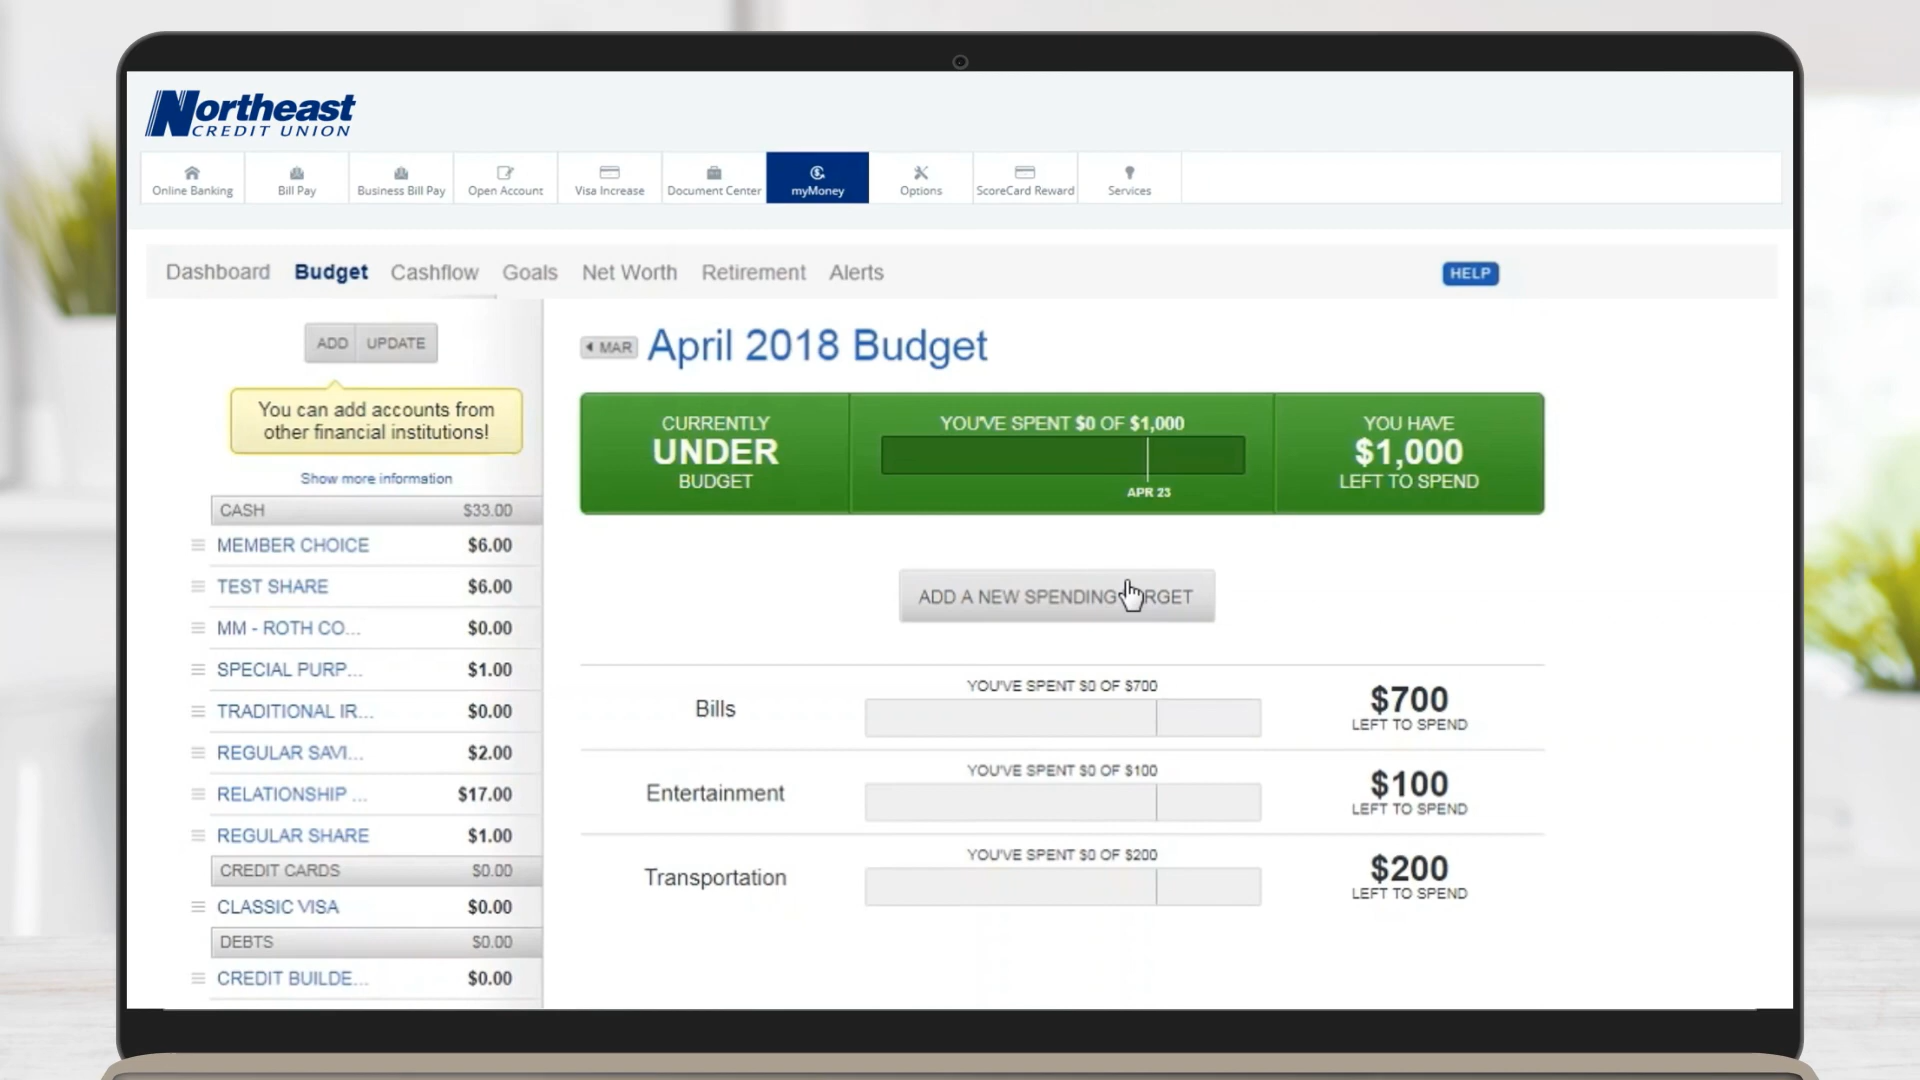 Northeast
CREDIT UNION
Online Banking
Bill Pay
Business Bill Pay
Open Account
Visa Increase
Document Center
myMoney
Options
ScoreCard Reward
Services
Dashboard Budget Cashflow Goals Net Worth Retirement Alerts
HELP
ADD UPDATE
You can add accounts from
other financial institutions!
Show more information
CASH $33.00
MEMBER CHOICE $6.00
TEST SHARE $6.00
MM - ROTH CO... $0.00
SPECIAL PURP... $1.00
TRADITIONAL IR... $0.00
REGULAR SAVI... $2.00
RELATIONSHIP ... $17.00
REGULAR SHARE $1.00
CREDIT CARDS $0.00
CLASSIC VISA $0.00
DEBTS $0.00
CREDIT BUILDE... $0.00
MAR
April 2018 Budget
CURRENTLY
UNDER
BUDGET
YOU'VE SPENT $0 OF $1,000
APR 23
YOU HAVE
$1,000
LEFT TO SPEND
ADD A NEW SPENDING
Bills
YOU'VE SPENT $0 OF $700
$700
LEFT TO SPEND
Entertainment
YOU'VE SPENT $0 OF $100
$100
LEFT TO SPEND
Transportation
YOU'VE SPENT $0 OF $200
$200
LEFT TO SPEND